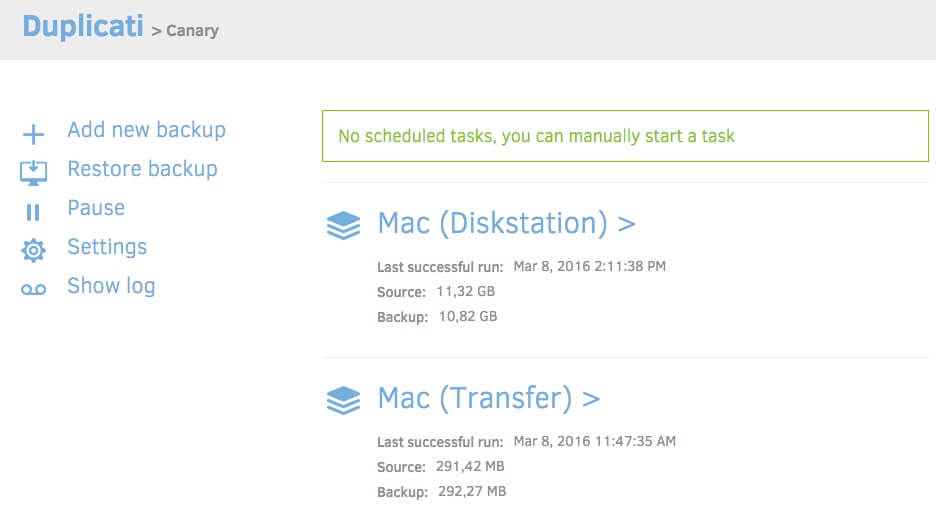 Duplicati > Canary
Add new backup
Restore backup
Pause
Settings
Show log
No scheduled tasks, you can manually start a task
Mac (Diskstation) >
Last successful run: Mar 8, 2016 2:11:38 PM
Source: 11,32 GB
Backup: 10,82 GB
Mac (Transfer) >
Last successful run: Mar 8, 2016 11:47:35 AM
Source: 291,42 MB
Backup: 292,27 MB